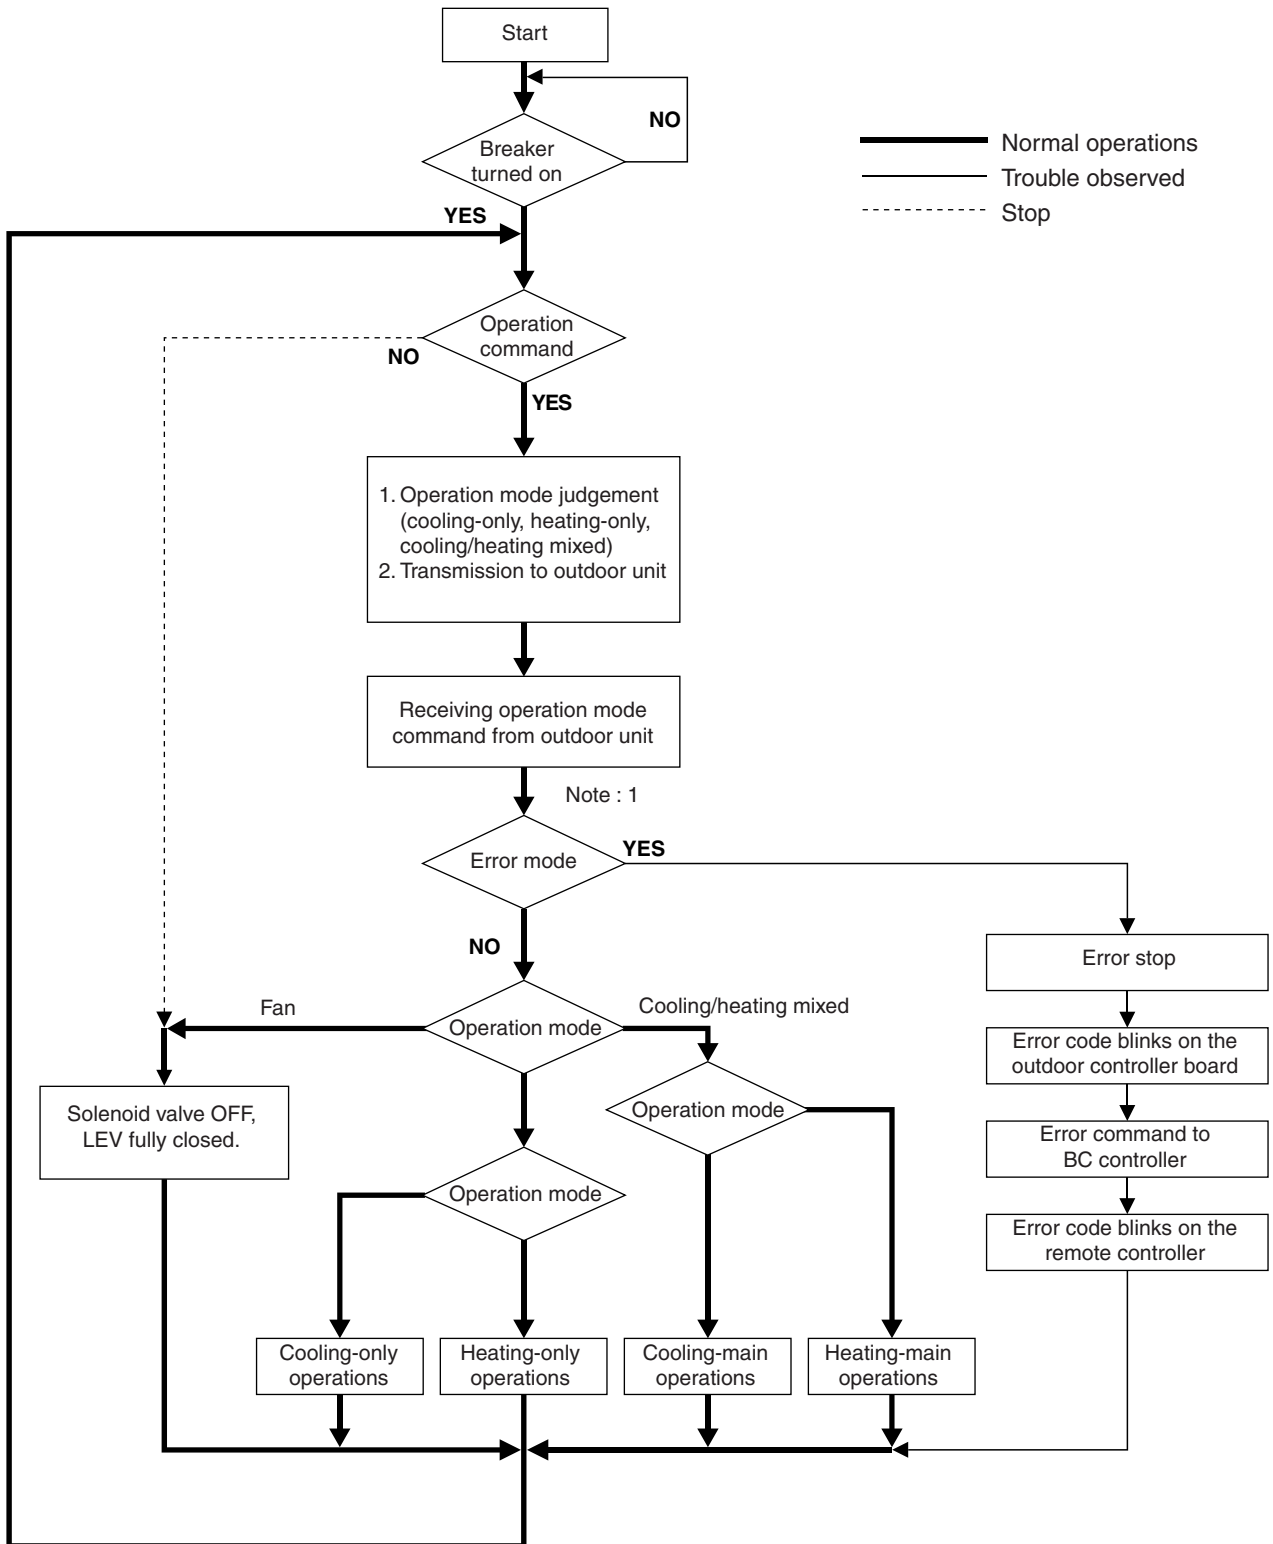 Start
NO
Breaker
turned on
Normal operations
Trouble observed
Stop
YES
Operation
command
NO
YES
1. Operation mode judgement
(cooling-only, heating-only,
cooling/heating mixed)
2. Transmission to outdoor unit
Receiving operation mode
command from outdoor unit
Note : 1
Error mode
YES
NO
Error stop
Fan
Operation mode
Cooling/heating mixed
Error code blinks on the
outdoor controller board
Solenoid valve OFF,
LEV fully closed.
Operation mode
Error command to
BC controller
Operation mode
Error code blinks on the
remote controller
Cooling-only
operations
Heating-only
operations
Cooling-main
operations
Heating-main
operations